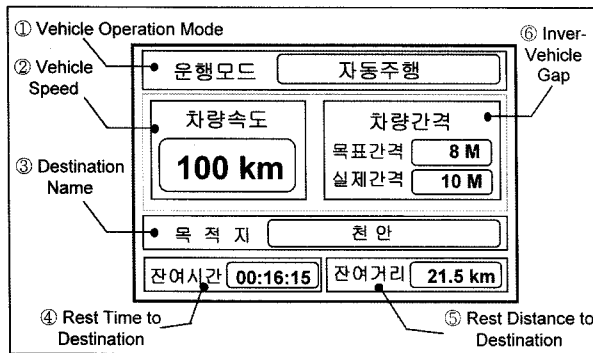 ① Vehicle Operation Mode
② Vehicle
Speed
③ Destination
Name
⑥ Inver-
Vehicle
Gap
운행모드 자동주행
차량속도
100 km
차량간격
목표간격 8 M
실제간격 10 M
목 적 지 천 안
잔여시간 00:16:15 잔여거리 21.5 km
④ Rest Time to
Destination
⑤ Rest Distance to
Destination